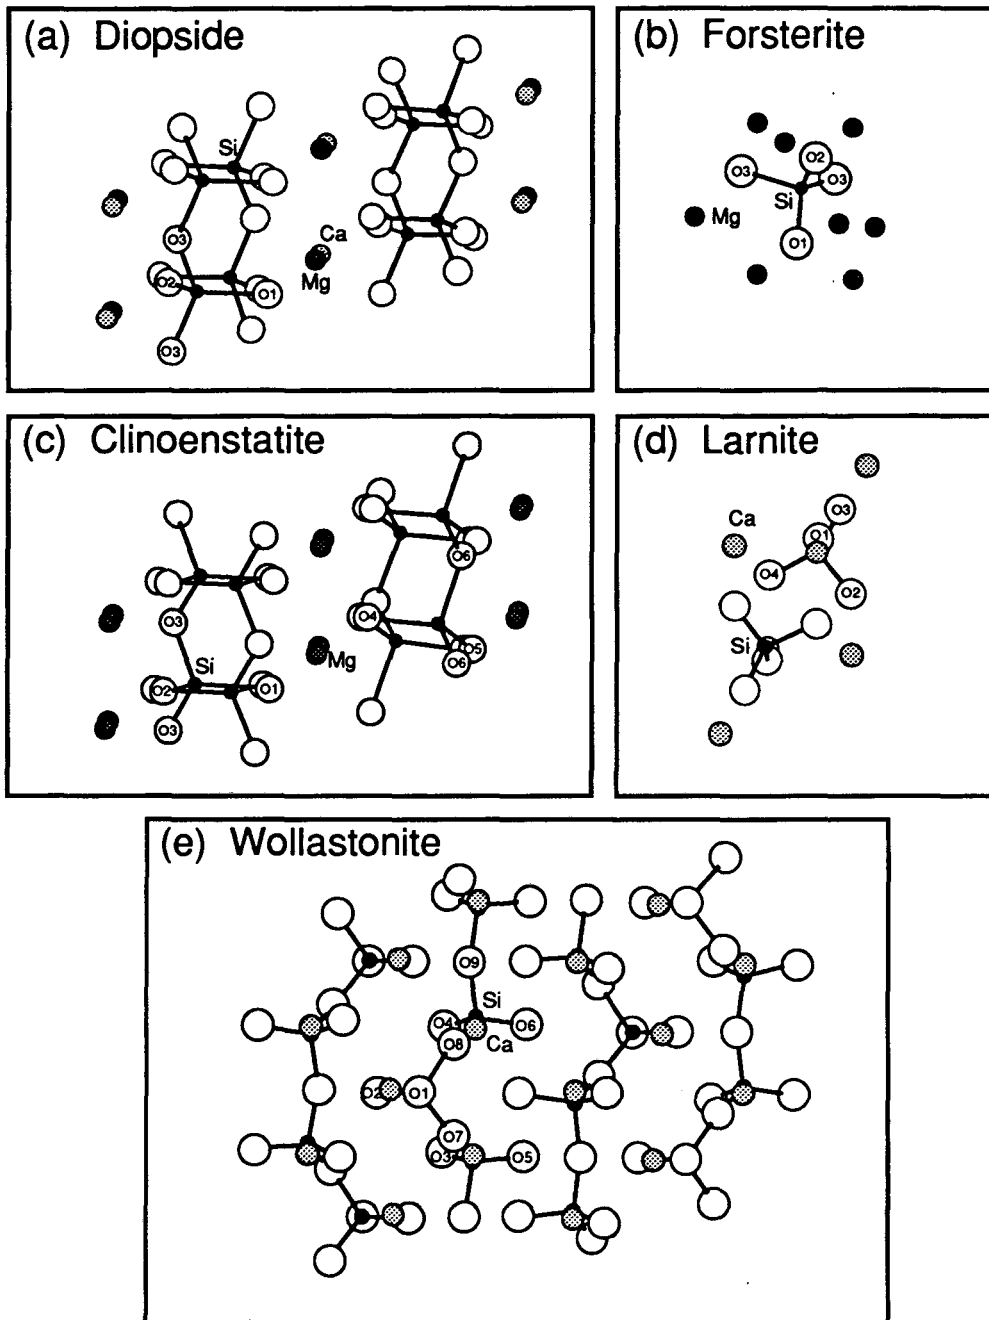 (a) Diopside
Si
O3
Ca
Mg
O2
O1
O3
(b) Forsterite
O2
O3
O3
Si
Mg
O1
(c) Clinoenstatite
O6
O3
O4
Si
Mg
O5
O2
O1
O6
O3
(d) Larnite
O3
Ca
O1
O4
O2
Si
(e) Wollastonite
O9
Si
O4
O6
Ca
O8
O2
O1
O7
O3
O5